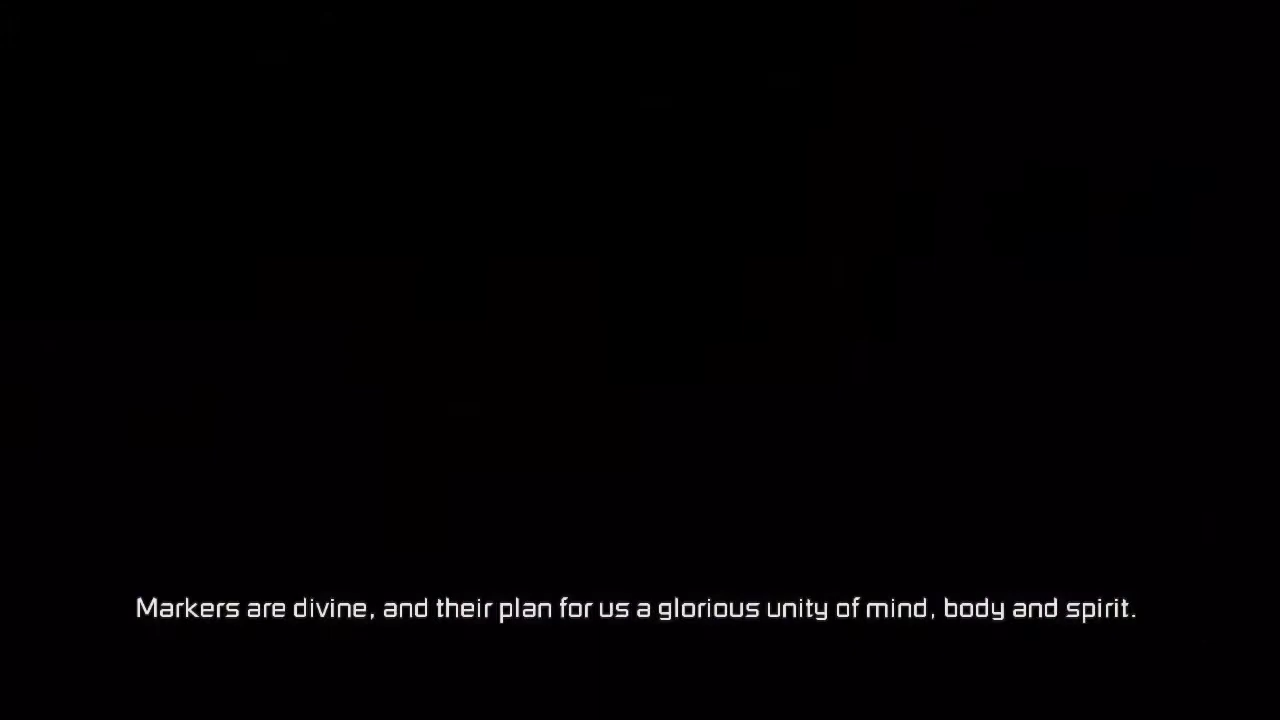 Markers are divine, and their plan for us a glorious unity of mind, body and spirit.